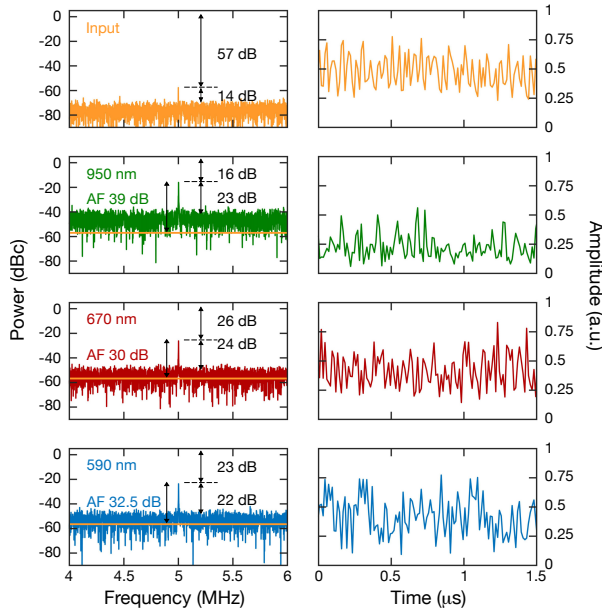 0
-20
-40
-60
-80
Input
57 dB
14 dB
1
0.75
0.5
0.25
0
0
-20
-40
-60
-80
950 nm
AF 39 dB
16 dB
23 dB
1
0.75
0.5
0.25
0
0
-20
-40
-60
-80
670 nm
AF 30 dB
26 dB
24 dB
1
0.75
0.5
0.25
0
0
-20
-40
-60
-80
590 nm
AF 32.5 dB
23 dB
22 dB
1
0.75
0.5
0.25
0
4 4.5 5 5.5 6
0 0.5 1 1.5
Power (dBc)
Amplitude (a.u.)
Frequency (MHz)
Time (μs)